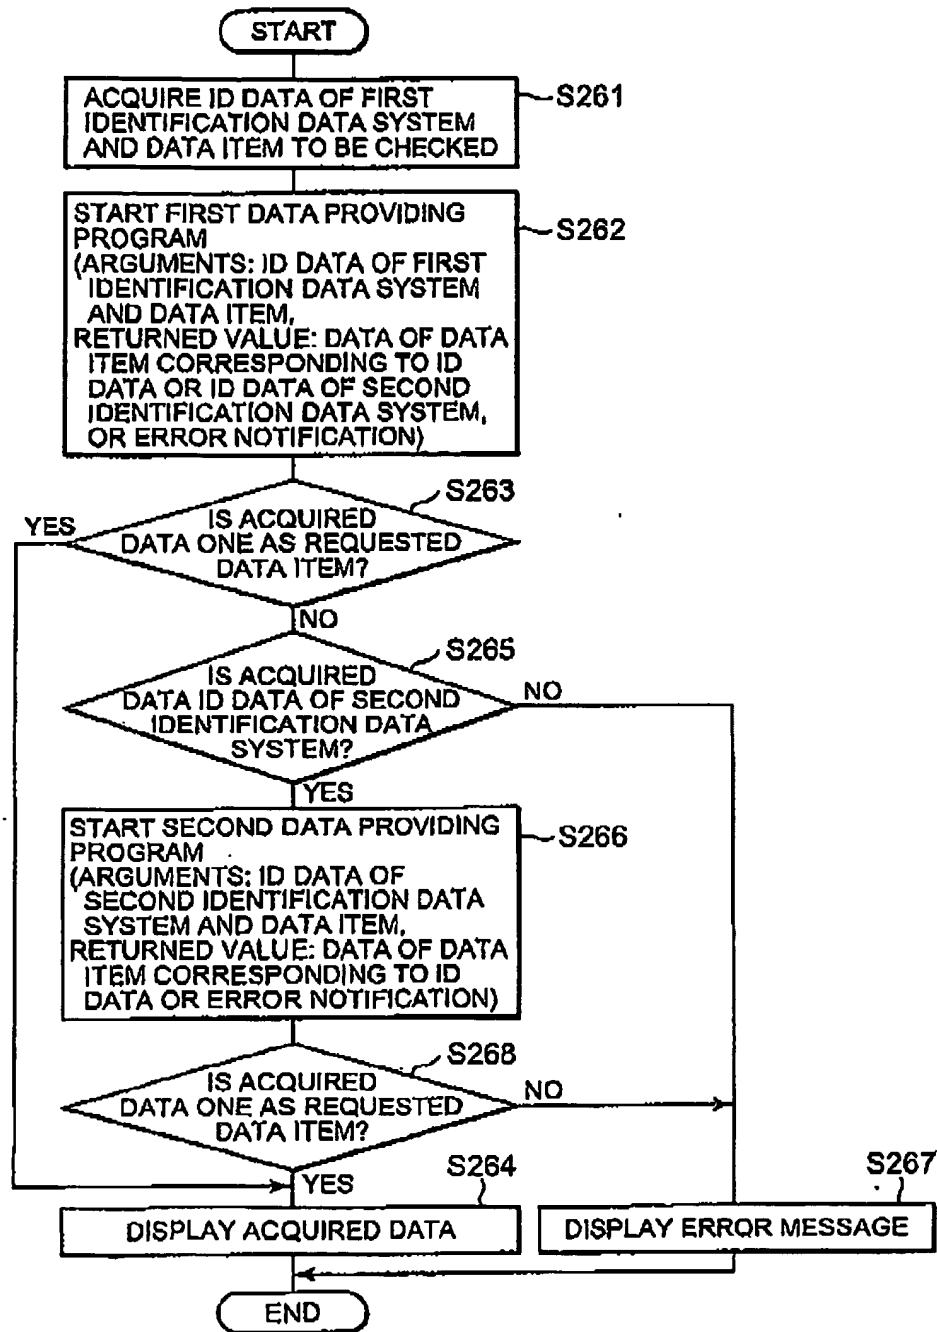 START
ACQUIRE ID DATA OF FIRST
IDENTIFICATION DATA SYSTEM
AND DATA ITEM TO BE CHECKED
S261
START FIRST DATA PROVIDING
PROGRAM
(ARGUMENTS: ID DATA OF FIRST
IDENTIFICATION DATA SYSTEM
AND DATA ITEM,
RETURNED VALUE: DATA OF DATA
ITEM CORRESPONDING TO ID
DATA OR ID DATA OF SECOND
IDENTIFICATION DATA SYSTEM,
OR ERROR NOTIFICATION)
S262
S263
YES
IS ACQUIRED
DATA ONE AS REQUESTED
DATA ITEM?
NO
S265
IS ACQUIRED
DATA ID DATA OF SECOND
IDENTIFICATION DATA
SYSTEM?
NO
YES
START SECOND DATA PROVIDING
PROGRAM
(ARGUMENTS: ID DATA OF
SECOND IDENTIFICATION DATA
SYSTEM AND DATA ITEM,
RETURNED VALUE: DATA OF DATA
ITEM CORRESPONDING TO ID
DATA OR ERROR NOTIFICATION)
S266
S268
IS ACQUIRED
DATA ONE AS REQUESTED
DATA ITEM?
NO
YES
S264
DISPLAY ACQUIRED DATA
S267
DISPLAY ERROR MESSAGE
END